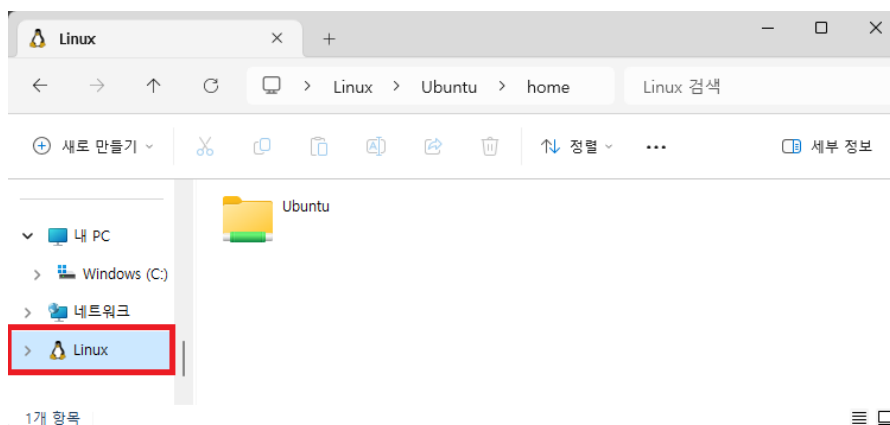 Linux
Linux > Ubuntu > home
Linux 검색
새로 만들기
정렬
세부 정보
Ubuntu
내 PC
Windows (C:)
네트워크
Linux
1개 항목